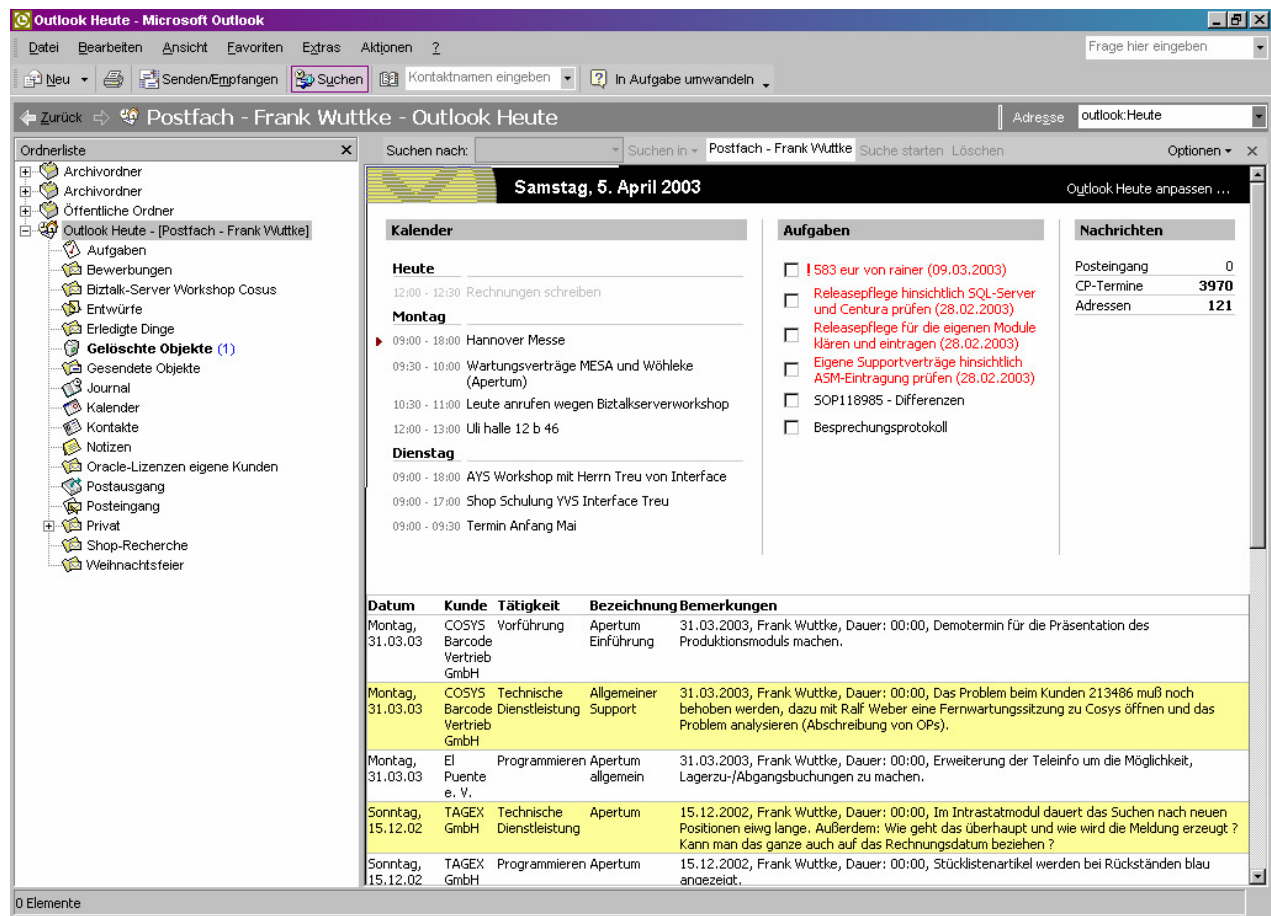 Outlook Heute - Microsoft Outlook
Datei Bearbeiten Ansicht Favoriten Extras Aktionen ? Frage hier eingeben
Neu Senden/Empfangen Suchen Kontaktnamen eingeben In Aufgabe umwandeln
Zurück Postfach - Frank Wuttke - Outlook Heute Adresse outlook:Heute
Ordnerliste
Suchen nach: Suchen in Postfach - Frank Wuttke Suche starten Löschen Optionen
Archivordner
Archivordner
Öffentliche Ordner
Outlook Heute - [Postfach - Frank Wuttke]
Aufgaben
Bewerbungen
Biztalk-Server Workshop Cosus
Entwürfe
Erledigte Dinge
Gelöschte Objekte (1)
Gesendete Objekte
Journal
Kalender
Kontakte
Notizen
Oracle-Lizenzen eigene Kunden
Postausgang
Posteingang
Privat
Shop-Recherche
Weihnachtsfeier
Samstag, 5. April 2003 Outlook Heute anpassen ...
Kalender
Heute
12:00 - 12:30 Rechnungen schreiben
Montag
09:00 - 18:00 Hannover Messe
09:30 - 10:00 Wartungsverträge MESA und Wöhleke
(Apertum)
10:30 - 11:00 Leute anrufen wegen Biztalkserverworkshop
12:00 - 13:00 Uli halle 12 b 46
Dienstag
09:00 - 18:00 AYS Workshop mit Herrn Treu von Interface
09:00 - 17:00 Shop Schulung YVS Interface Treu
09:00 - 09:30 Termin Anfang Mai
Aufgaben
! 583 eur von rainer (09.03.2003)
Releasepflege hinsichtlich SQL-Server
und Centura prüfen (28.02.2003)
Releasepflege für die eigenen Module
klären und eintragen (28.02.2003)
Eigene Supportverträge hinsichtlich
ASM-Eintragung prüfen (28.02.2003)
SOP118985 - Differenzen
Besprechungsprotokoll
Nachrichten
Posteingang 0
CP-Termine 3970
Adressen 121
Datum Kunde Tätigkeit Bezeichnung Bemerkungen
Montag, COSYS Vorführung Apertum 31.03.2003, Frank Wuttke, Dauer: 00:00, Demotermin für die Präsentation des
31.03.03 Barcode Einführung Produktionsmoduls machen.
Vertrieb
GmbH
Montag, COSYS Technische Allgemeiner 31.03.2003, Frank Wuttke, Dauer: 00:00, Das Problem beim Kunden 213486 muß noch
31.03.03 Barcode Dienstleistung Support behoben werden, dazu mit Ralf Weber eine Fernwartungssitzung zu Cosys öffnen und das
Vertrieb Problem analysieren (Abschreibung von OPs).
GmbH
Montag, El Programmieren Apertum 31.03.2003, Frank Wuttke, Dauer: 00:00, Erweiterung der Teleinfo um die Möglichkeit,
31.03.03 Puente allgemein Lagerzu-/Abgangsbuchungen zu machen.
e. V.
Sonntag, TAGEX Technische Apertum 15.12.2002, Frank Wuttke, Dauer: 00:00, Im Intrastatmodul dauert das Suchen nach neuen
15.12.02 GmbH Dienstleistung Positionen eiwg lange. Außerdem: Wie geht das überhaupt und wie wird die Meldung erzeugt ?
Kann man das ganze auch auf das Rechnungsdatum beziehen ?
Sonntag, TAGEX Programmieren Apertum 15.12.2002, Frank Wuttke, Dauer: 00:00, Stücklistenartikel werden bei Rückständen blau
15.12.02 GmbH angezeigt.
0 Elemente